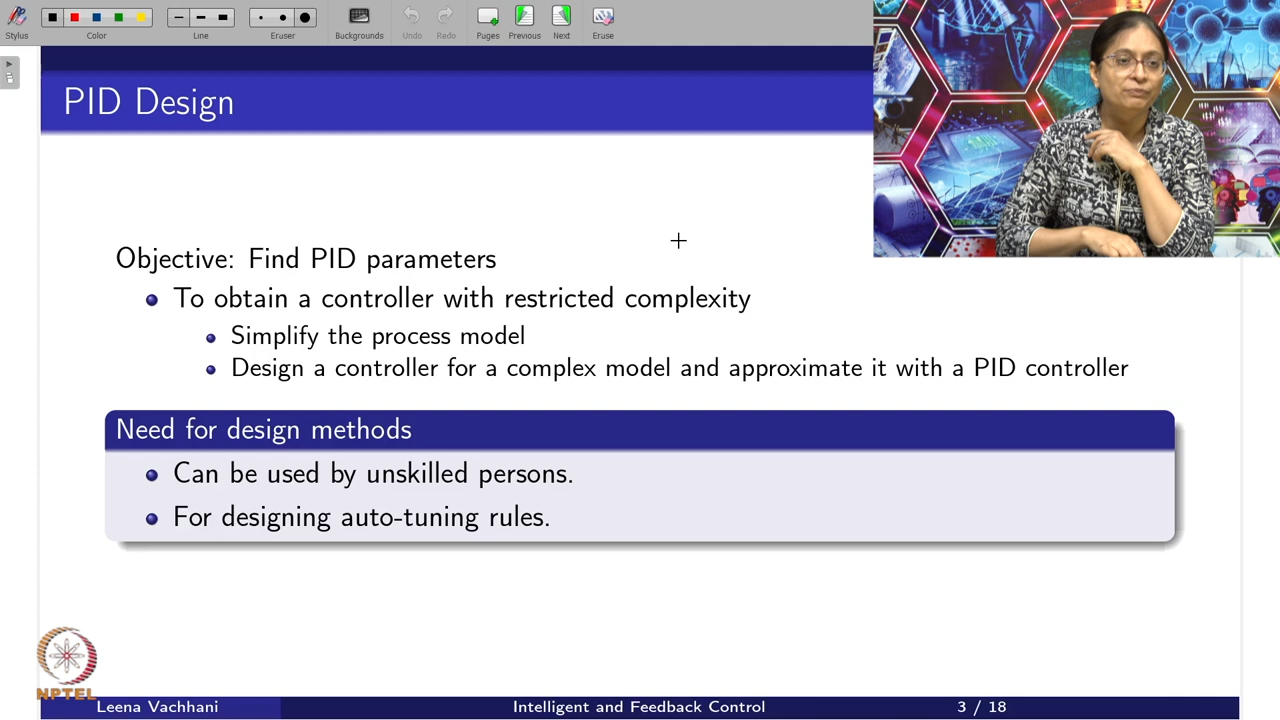 Stylus
Color
Line
Eraser
Backgrounds
Undo
Redo
Pages
Previous
Next
Erase
PID Design
Objective: Find PID parameters
To obtain a controller with restricted complexity
Simplify the process model
Design a controller for a complex model and approximate it with a PID controller
Need for design methods
Can be used by unskilled persons.
For designing auto-tuning rules.
NPTEL
Leena Vachhani
Intelligent and Feedback Control
3 / 18